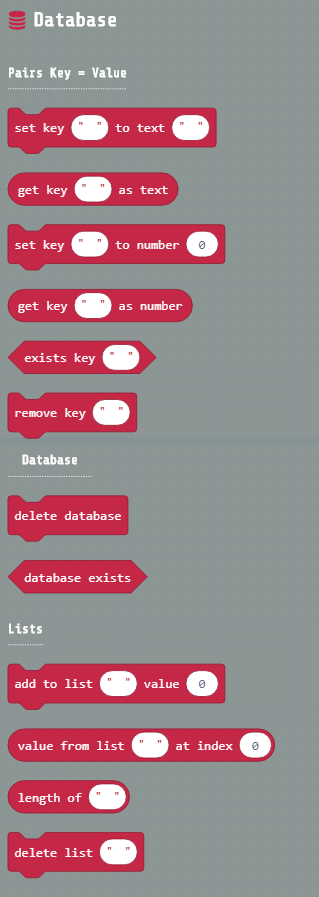 Database
Pairs Key = Value
set key " " to text " "
get key " " as text
set key " " to number 0
get key " " as number
exists key " "
remove key " "
Database
delete database
database exists
Lists
add to list " " value 0
value from list " " at index 0
length of " "
delete list " "